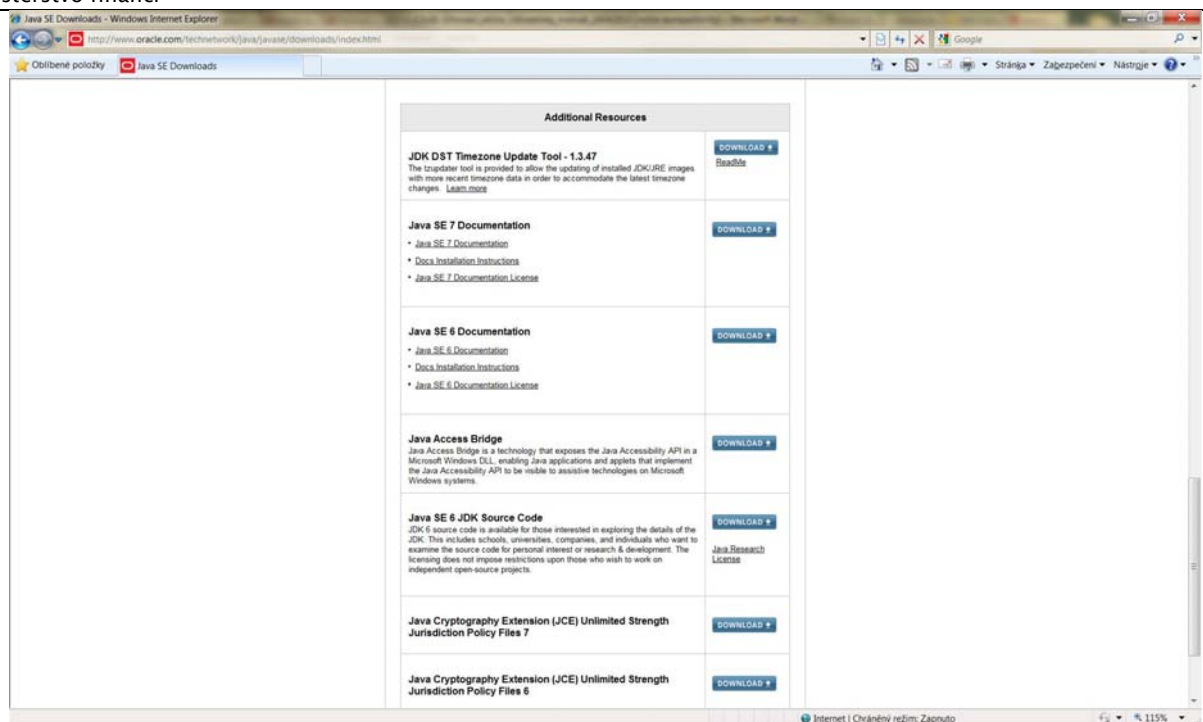 sterstvo financí
Java SE Downloads - Windows Internet Explorer
http://www.oracle.com/technetwork/java/javase/downloads/index.html
Google
Oblíbené položky
Java SE Downloads
Stránka
Zabezpečení
Nástroje
Additional Resources
JDK DST Timezone Update Tool - 1.3.47
The tzupdater tool is provided to allow the updating of installed JDK/JRE images
with more recent timezone data in order to accommodate the latest timezone
changes. Learn more
DOWNLOAD
ReadMe
Java SE 7 Documentation
• Java SE 7 Documentation
• Docs Installation Instructions
• Java SE 7 Documentation License
DOWNLOAD
Java SE 6 Documentation
• Java SE 6 Documentation
• Docs Installation Instructions
• Java SE 6 Documentation License
DOWNLOAD
Java Access Bridge
Java Access Bridge is a technology that exposes the Java Accessibility API in a
Microsoft Windows DLL, enabling Java applications and applets that implement
the Java Accessibility API to be visible to assistive technologies on Microsoft
Windows systems.
DOWNLOAD
Java SE 6 JDK Source Code
JDK 6 source code is available for those interested in exploring the details of the
JDK. This includes schools, universities, companies, and individuals who want to
examine the source code for personal interest or research & development. The
licensing does not impose restrictions upon those who wish to work on
independent open-source projects.
DOWNLOAD
Java Research
License
Java Cryptography Extension (JCE) Unlimited Strength
Jurisdiction Policy Files 7
DOWNLOAD
Java Cryptography Extension (JCE) Unlimited Strength
Jurisdiction Policy Files 6
DOWNLOAD
Internet | Chráněný režim: Zapnuto
115%